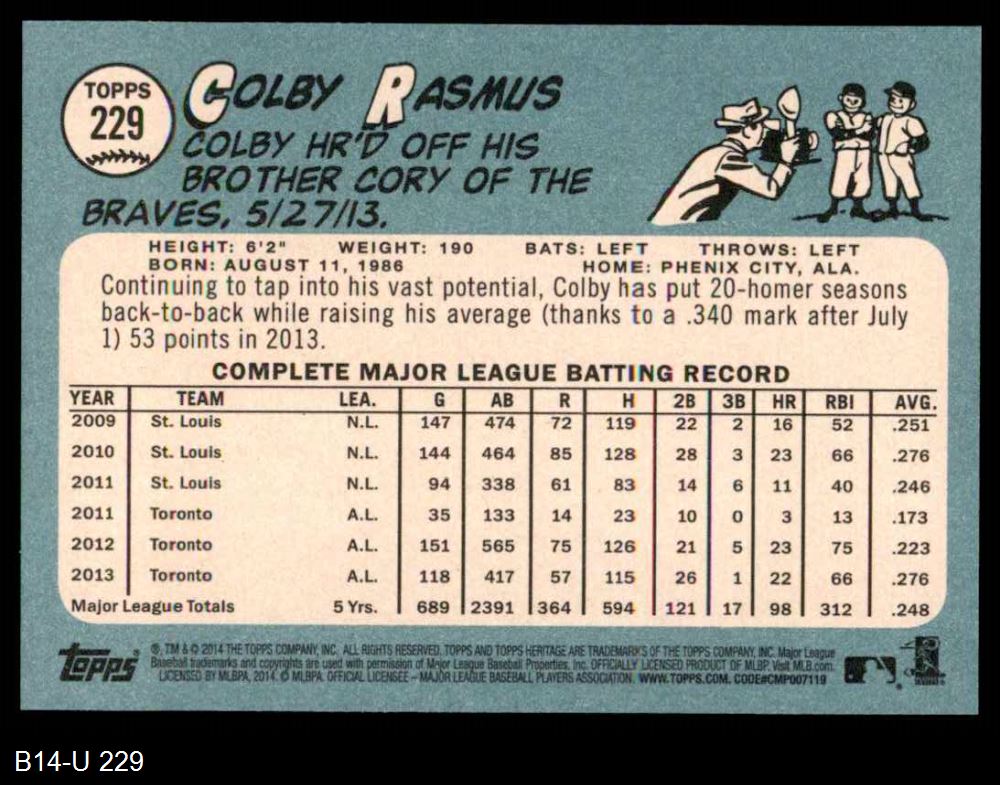 TOPPS
229
COLBY RASMUS
COLBY HR'D OFF HIS
BROTHER CORY OF THE
BRAVES, 5/27/13.
HEIGHT: 6'2" WEIGHT: 190 BATS: LEFT THROWS: LEFT
BORN: AUGUST 11, 1986 HOME: PHENIX CITY, ALA.
Continuing to tap into his vast potential, Colby has put 20-homer seasons
back-to-back while raising his average (thanks to a .340 mark after July
1) 53 points in 2013.
COMPLETE MAJOR LEAGUE BATTING RECORD
YEAR TEAM LEA. G AB R H 2B 3B HR RBI AVG.
2009 St. Louis N.L. 147 474 72 119 22 2 16 52 .251
2010 St. Louis N.L. 144 464 85 128 28 3 23 66 .276
2011 St. Louis N.L. 94 338 61 83 14 6 11 40 .246
2011 Toronto A.L. 35 133 14 23 10 0 3 13 .173
2012 Toronto A.L. 151 565 75 126 21 5 23 75 .223
2013 Toronto A.L. 118 417 57 115 26 1 22 66 .276
Major League Totals 5 Yrs. 689 2391 364 594 121 17 98 312 .248
topps
®, TM & © 2014 THE TOPPS COMPANY, INC. ALL RIGHTS RESERVED. TOPPS AND TOPPS HERITAGE ARE TRADEMARKS OF THE TOPPS COMPANY, INC. Major League
Baseball trademarks and copyrights are used with permission of Major League Baseball Properties, Inc. OFFICIALLY LICENSED PRODUCT OF MLBP. Visit MLB.com.
LICENSED BY MLBPA, 2014. © MLBPA. OFFICIAL LICENSEE – MAJOR LEAGUE BASEBALL PLAYERS ASSOCIATION. WWW.TOPPS.COM. CODE#CMP007119
B14-U 229